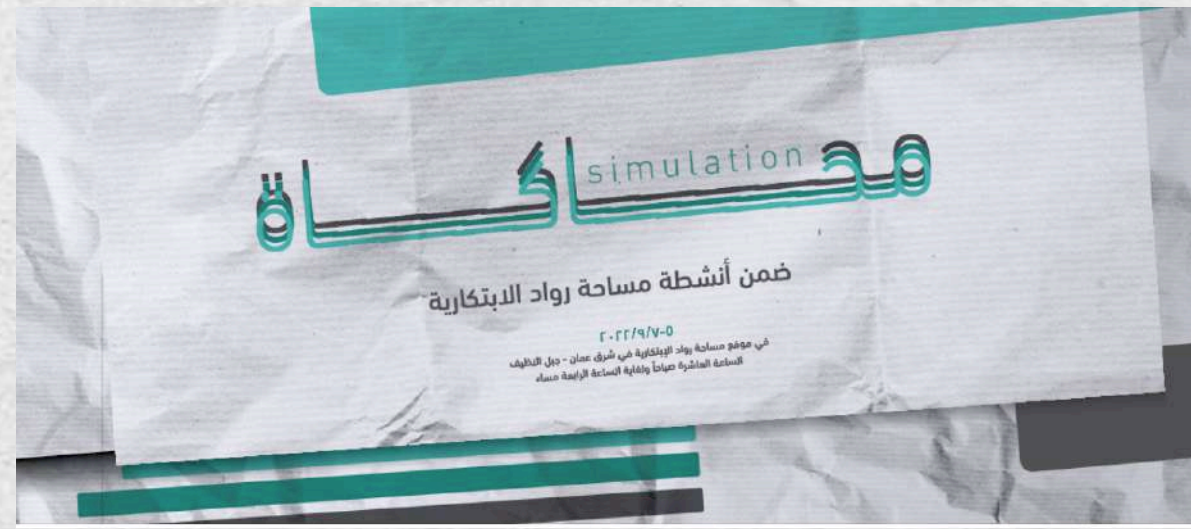 محاكاة
simulation
ضمن أنشطة مساحة رواد الابتكارية
٥-٢٠٢٢/٩/٧
في موقع مساحة رواد الإبتكارية في شرق عمان - جبل النظيف
الساعة العاشرة صباحاً ولغاية الساعة الرابعة مساء